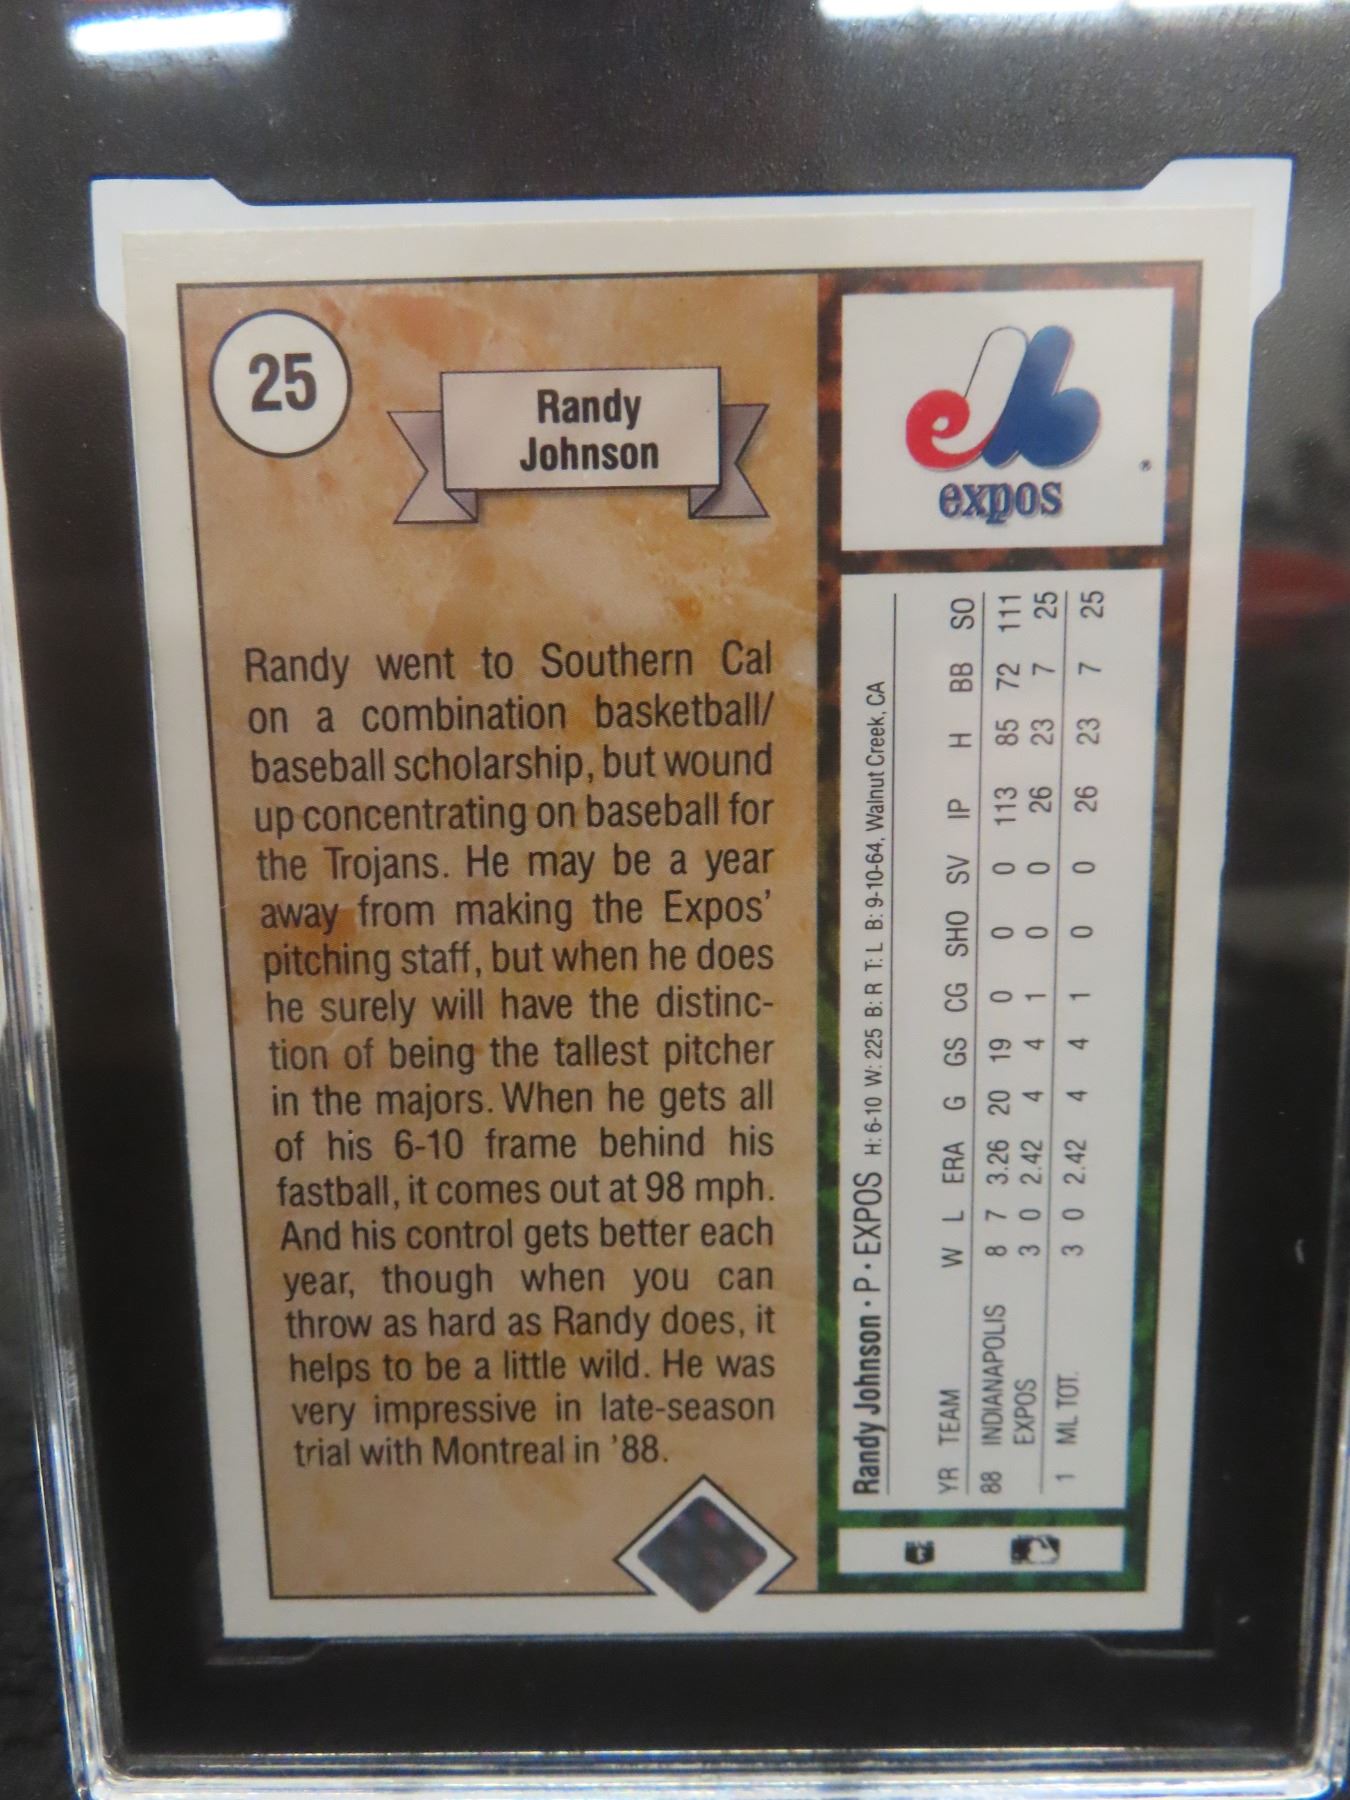 25
Randy
Johnson
Randy went to Southern Cal
on a combination basketball/
baseball scholarship, but wound
up concentrating on baseball for
the Trojans. He may be a year
away from making the Expos'
pitching staff, but when he does
he surely will have the distinc-
tion of being the tallest pitcher
in the majors. When he gets all
of his 6-10 frame behind his
fastball, it comes out at 98 mph.
And his control gets better each
year, though when you can
throw as hard as Randy does, it
helps to be a little wild. He was
very impressive in late-season
trial with Montreal in '88.
expos
Randy Johnson • P • EXPOS H: 6-10 W: 225 B: R T: L B: 9-10-64, Walnut Creek, CA
YR TEAM W L ERA G GS CG SHO SV IP H BB SO
88 INDIANAPOLIS 8 7 3.26 20 19 0 0 0 113 85 72 111
EXPOS 3 0 2.42 4 4 1 0 0 26 23 7 25
1 ML TOT. 3 0 2.42 4 4 1 0 0 26 23 7 25